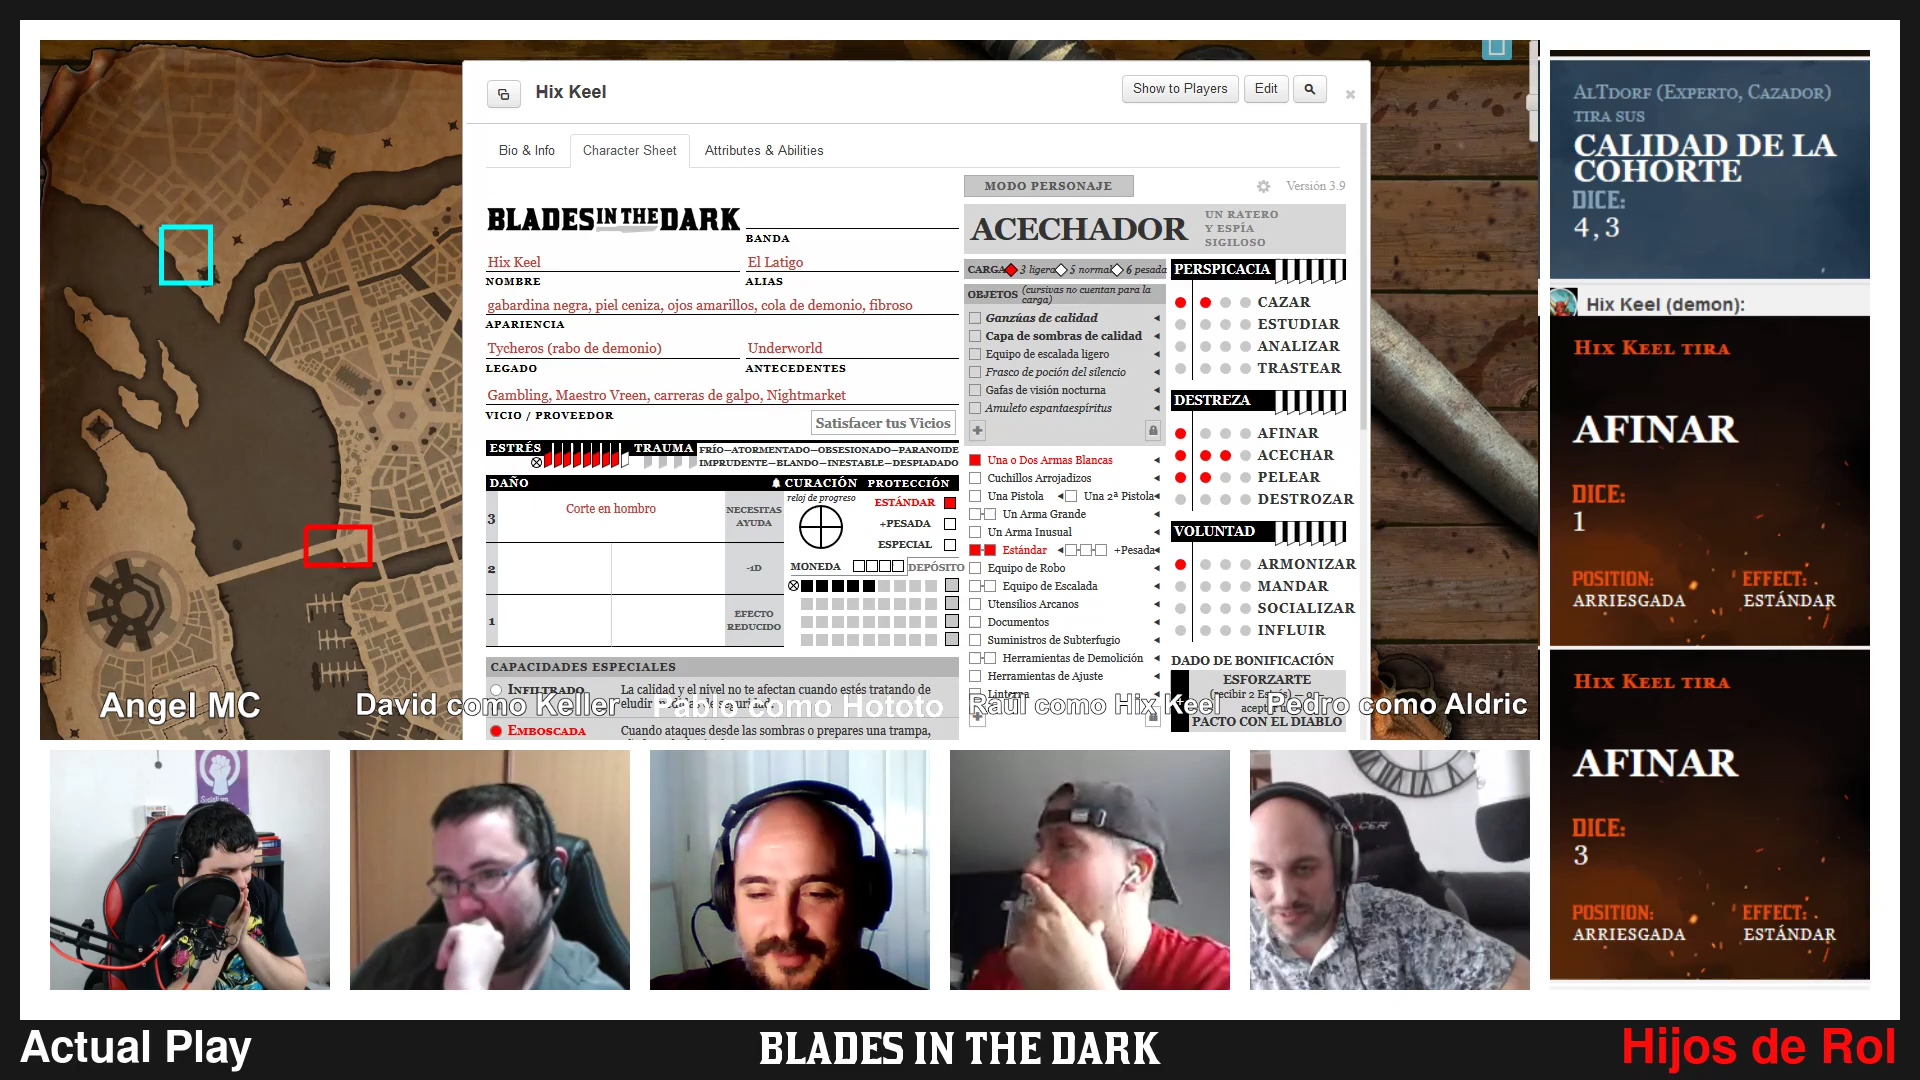 Hix Keel
Show to Players
Edit
Bio & Info
Character Sheet
Attributes & Abilities
MODO PERSONAJE
Versión 3.9
BLADES IN THE DARK
BANDA
ACECHADOR
UN RATERO
Y ESPÍA
SIGILOSO
Hix Keel
El Latigo
NOMBRE
ALIAS
gabardina negra, piel ceniza, ojos amarillos, cola de demonio, fibroso
APARIENCIA
Tycheros (rabo de demonio)
Underworld
LEGADO
ANTECEDENTES
Gambling, Maestro Vreen, carreras de galpo, Nightmarket
VICIO / PROVEEDOR
Satisfacer tus Vicios
ESTRÉS
TRAUMA
FRÍO—ATORMENTADO—OBSESIONADO—PARANOIDE
IMPRUDENTE—BLANDO—INESTABLE—DESPIADADO
DAÑO
CURACIÓN
PROTECCIÓN
3
Corte en hombro
NECESITAS
AYUDA
reloj de progreso
ESTÁNDAR
+PESADA
ESPECIAL
2
-1D
MONEDA
DEPÓSITO
1
EFECTO
REDUCIDO
CAPACIDADES ESPECIALES
INFILTRADO
La calidad y el nivel no te afectan cuando estés tratando de
eludir medidas de seguridad.
EMBOSCADA
Cuando ataques desde las sombras o prepares una trampa,
CARGA
3 ligera
5 normal
6 pesada
OBJETOS
(cursivas no cuentan para la
carga)
Ganzúas de calidad
Capa de sombras de calidad
Equipo de escalada ligero
Frasco de poción del silencio
Gafas de visión nocturna
Amuleto espantaespíritus
Una o Dos Armas Blancas
Cuchillos Arrojadizos
Una Pistola
Una 2ª Pistola
Un Arma Grande
Un Arma Inusual
Estándar
+Pesada
Equipo de Robo
Equipo de Escalada
Utensilios Arcanos
Documentos
Suministros de Subterfugio
Herramientas de Demolición
Herramientas de Ajuste
Linterna
PERSPICACIA
CAZAR
ESTUDIAR
ANALIZAR
TRASTEAR
DESTREZA
AFINAR
ACECHAR
PELEAR
DESTROZAR
VOLUNTAD
ARMONIZAR
MANDAR
SOCIALIZAR
INFLUIR
DADO DE BONIFICACIÓN
ESFORZARTE
(recibir 2 Estrés) — o—
PACTO CON EL DIABLO
Angel MC
David como Keller
Pablo como Hototo
Raúl como Hix Keel
Pedro como Aldric
ALTDORF (EXPERTO, CAZADOR)
TIRA SUS
CALIDAD DE LA
COHORTE
DICE:
4, 3
Hix Keel (demon):
HIX KEEL TIRA
AFINAR
DICE:
1
POSITION:
EFFECT:
ARRIESGADA
ESTÁNDAR
HIX KEEL TIRA
AFINAR
DICE:
3
POSITION:
EFFECT:
ARRIESGADA
ESTÁNDAR
Actual Play
BLADES IN THE DARK
Hijos de Rol